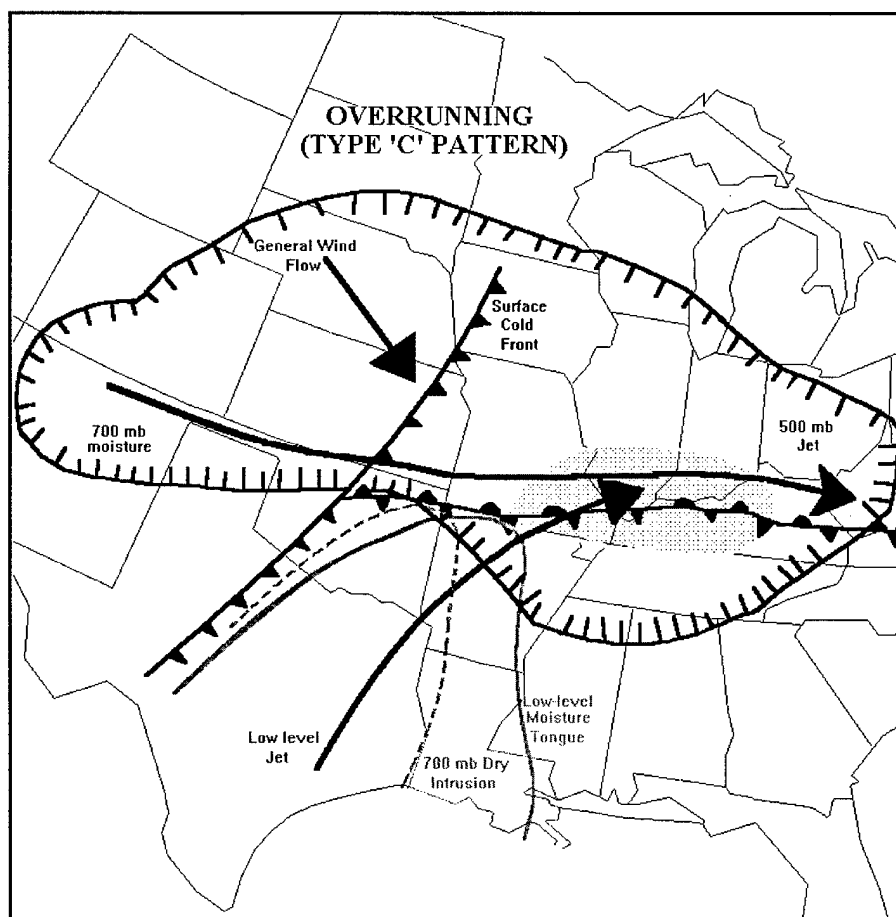 OVERRUNNING
(TYPE 'C' PATTERN)
General Wind
Flow
Surface
Cold
Front
700 mb
moisture
500 mb
Jet
Low level
Jet
Low-level
Moisture
Tongue
700 mb Dry
Intrusion